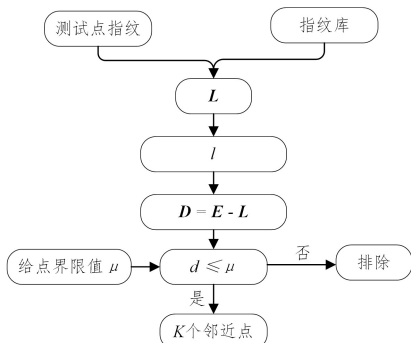 测试点指纹
指纹库
L
l
D = E - L
给点界限值 μ
d ≤ μ
否
排除
是
K个邻近点